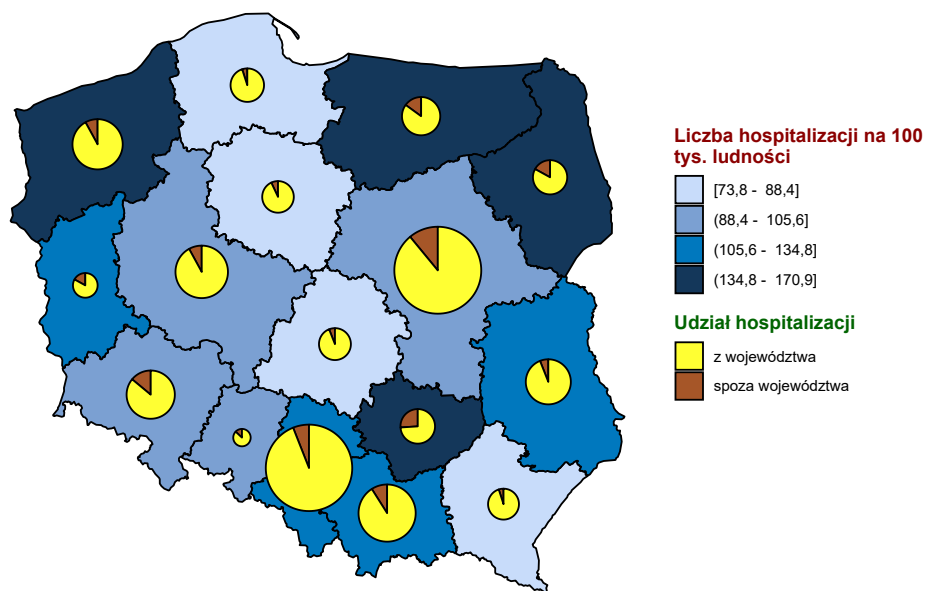 Liczba hospitalizacji na 100
tys. ludności
[73,8 - 88,4]
(88,4 - 105,6]
(105,6 - 134,8]
(134,8 - 170,9]
Udział hospitalizacji
z województwa
spoza województwa